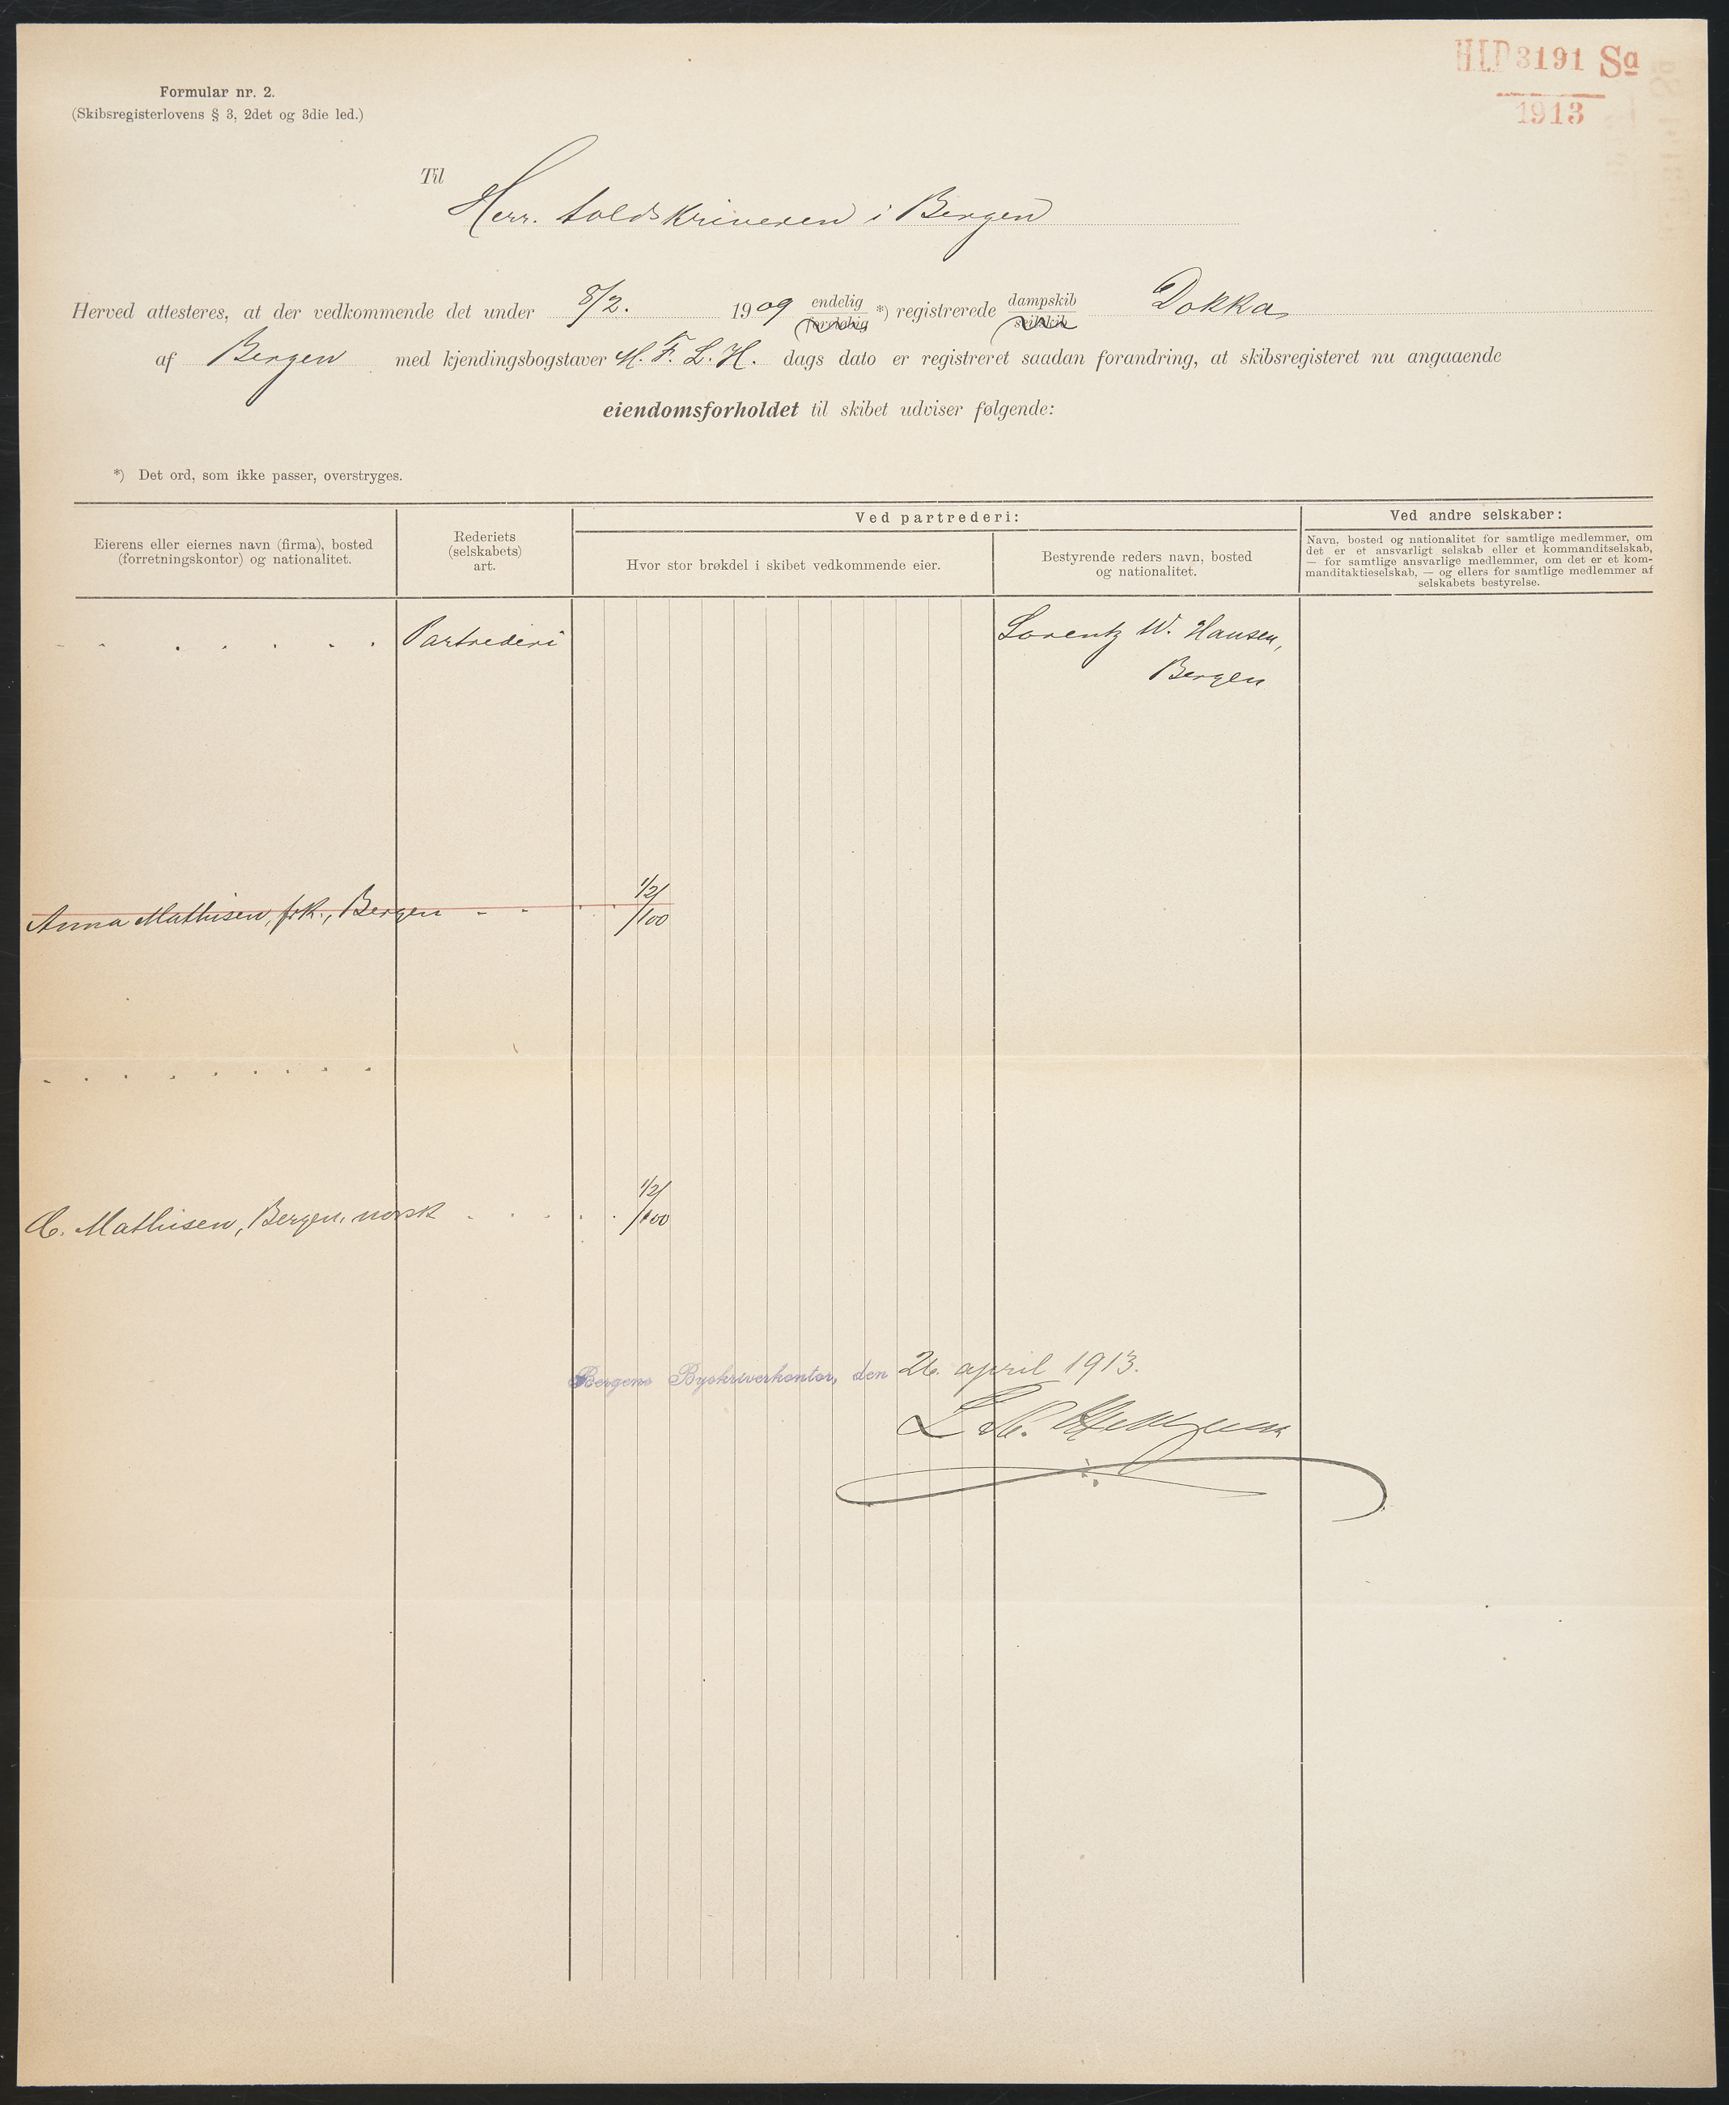 HID 3191 Sa
1913
Formular nr. 2.
(Skibsregisterlovens § 3, 2det og 3die led.)
Til
Herr. toldskriveren i Bergen
Herved attesteres, at der vedkommende det under 8/2. 1909 endelig foreløbig *) registrerede dampskib seilskib Dokka
af Bergen med kjendingsbogstaver M. F. L. H. dags dato er registreret saadan forandring, at skibsregisteret nu angaaende
eiendomsforholdet til skibet udviser følgende:
*) Det ord, som ikke passer, overstryges.
Eierens eller eiernes navn (firma), bosted
(forretningskontor) og nationalitet.
Rederiets
(selskabets)
art.
Ved partrederi:
Hvor stor brøkdel i skibet vedkommende eier.
Bestyrende reders navn, bosted
og nationalitet.
Ved andre selskaber:
Navn, bosted og nationalitet for samtlige medlemmer, om
det er et ansvarligt selskab eller et kommanditselskab,
— for samtlige ansvarlige medlemmer, om det er et kom-
manditaktieselskab, — og ellers for samtlige medlemmer af
selskabets bestyrelse.
Partrederi
Lorentz W. Hansen,
Bergen
Anna Mathisen, frk., Bergen 1/2/100
C. Mathisen, Bergen, norsk 1/2/100
Bergens Byskriverkontor, den 26. april 1913.